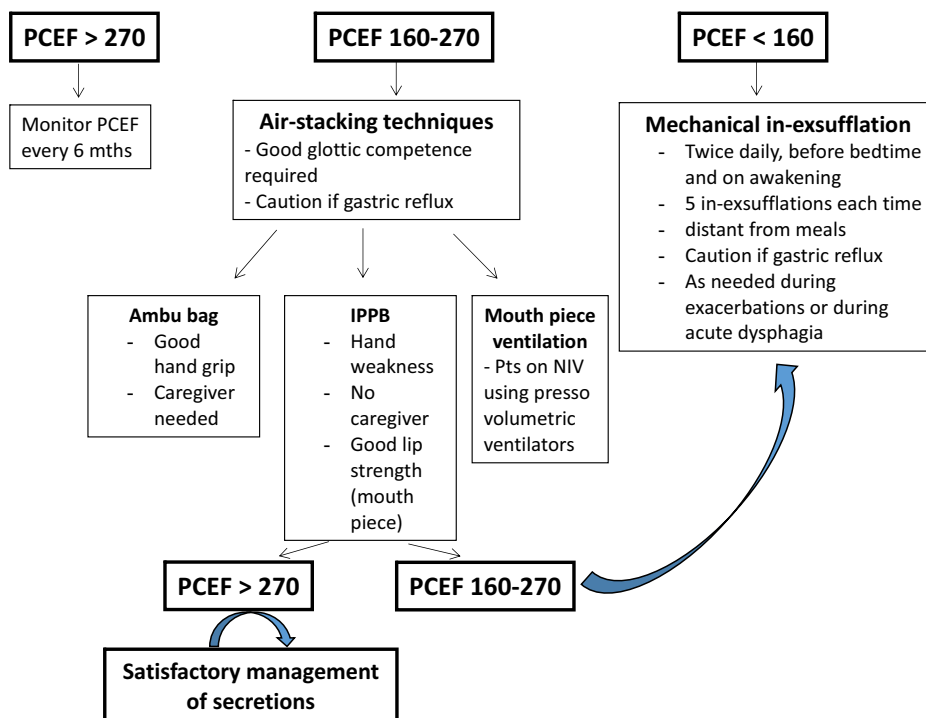 PCEF > 270
PCEF 160-270
PCEF < 160
Monitor PCEF
every 6 mths
Air-stacking techniques
- Good glottic competence
required
- Caution if gastric reflux
Mechanical in-exsufflation
- Twice daily, before bedtime
and on awakening
- 5 in-exsufflations each time
- distant from meals
- Caution if gastric reflux
- As needed during
exacerbations or during
acute dysphagia
Ambu bag
- Good
hand grip
- Caregiver
needed
IPPB
- Hand
weakness
- No
caregiver
- Good lip
strength
(mouth
piece)
Mouth piece
ventilation
- Pts on NIV
using presso
volumetric
ventilators
PCEF > 270
PCEF 160-270
Satisfactory management
of secretions